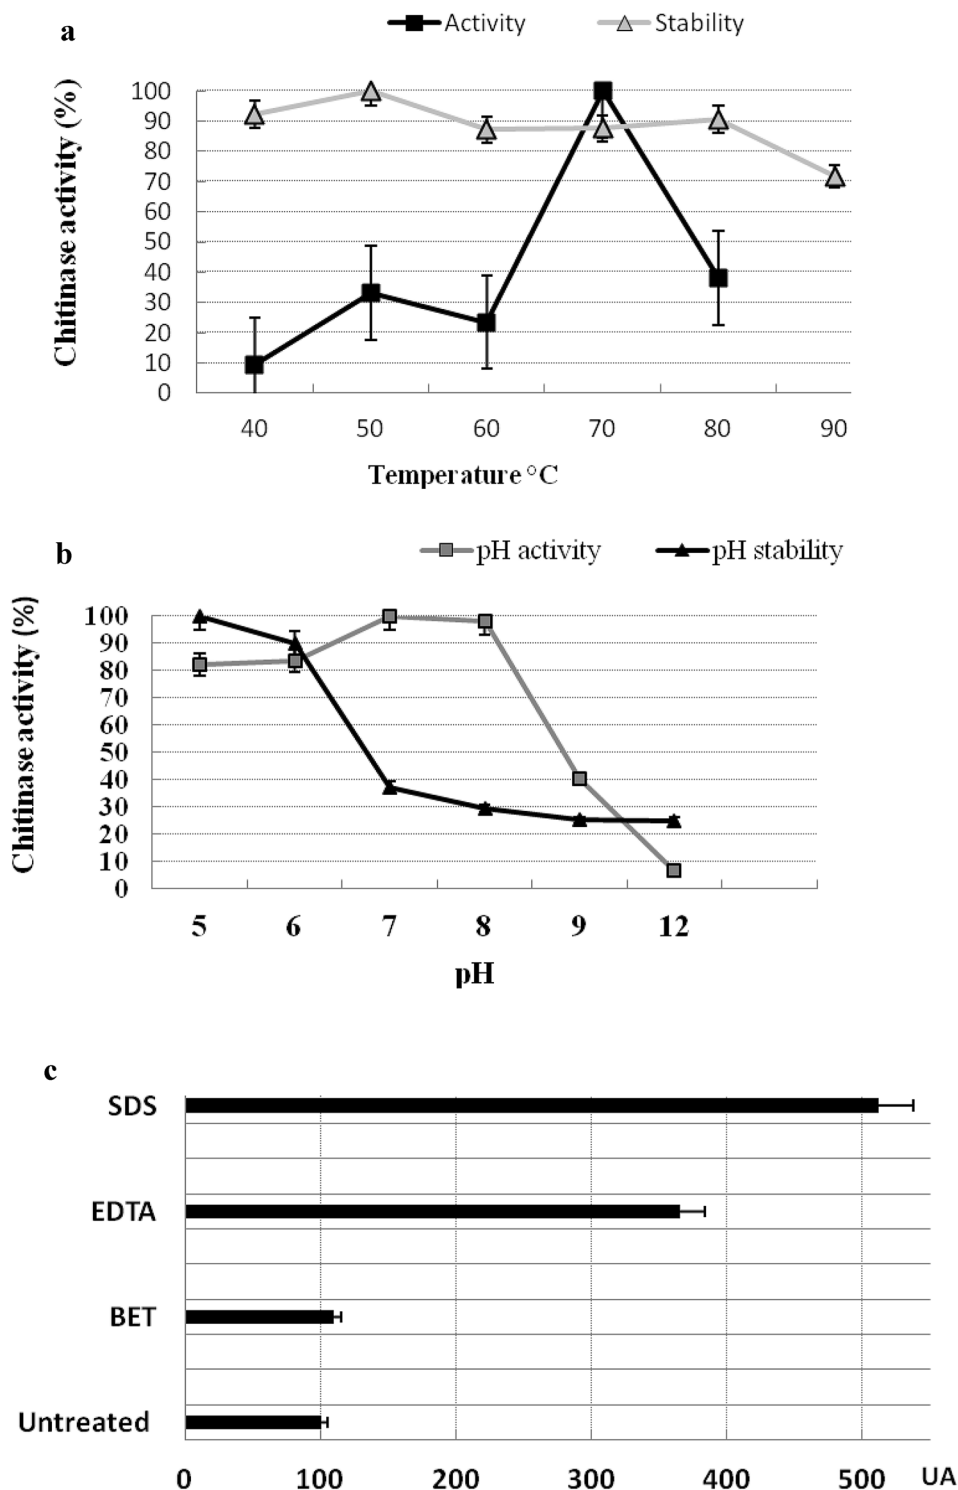 a
Activity Stability
Chitinase activity (%)
100
90
80
70
60
50
40
30
20
10
0
40 50 60 70 80 90
Temperature °C
b
pH activity pH stability
Chitinase activity (%)
100
90
80
70
60
50
40
30
20
10
0
5 6 7 8 9 12
pH
c
SDS
EDTA
BET
Untreated
0 100 200 300 400 500 UA